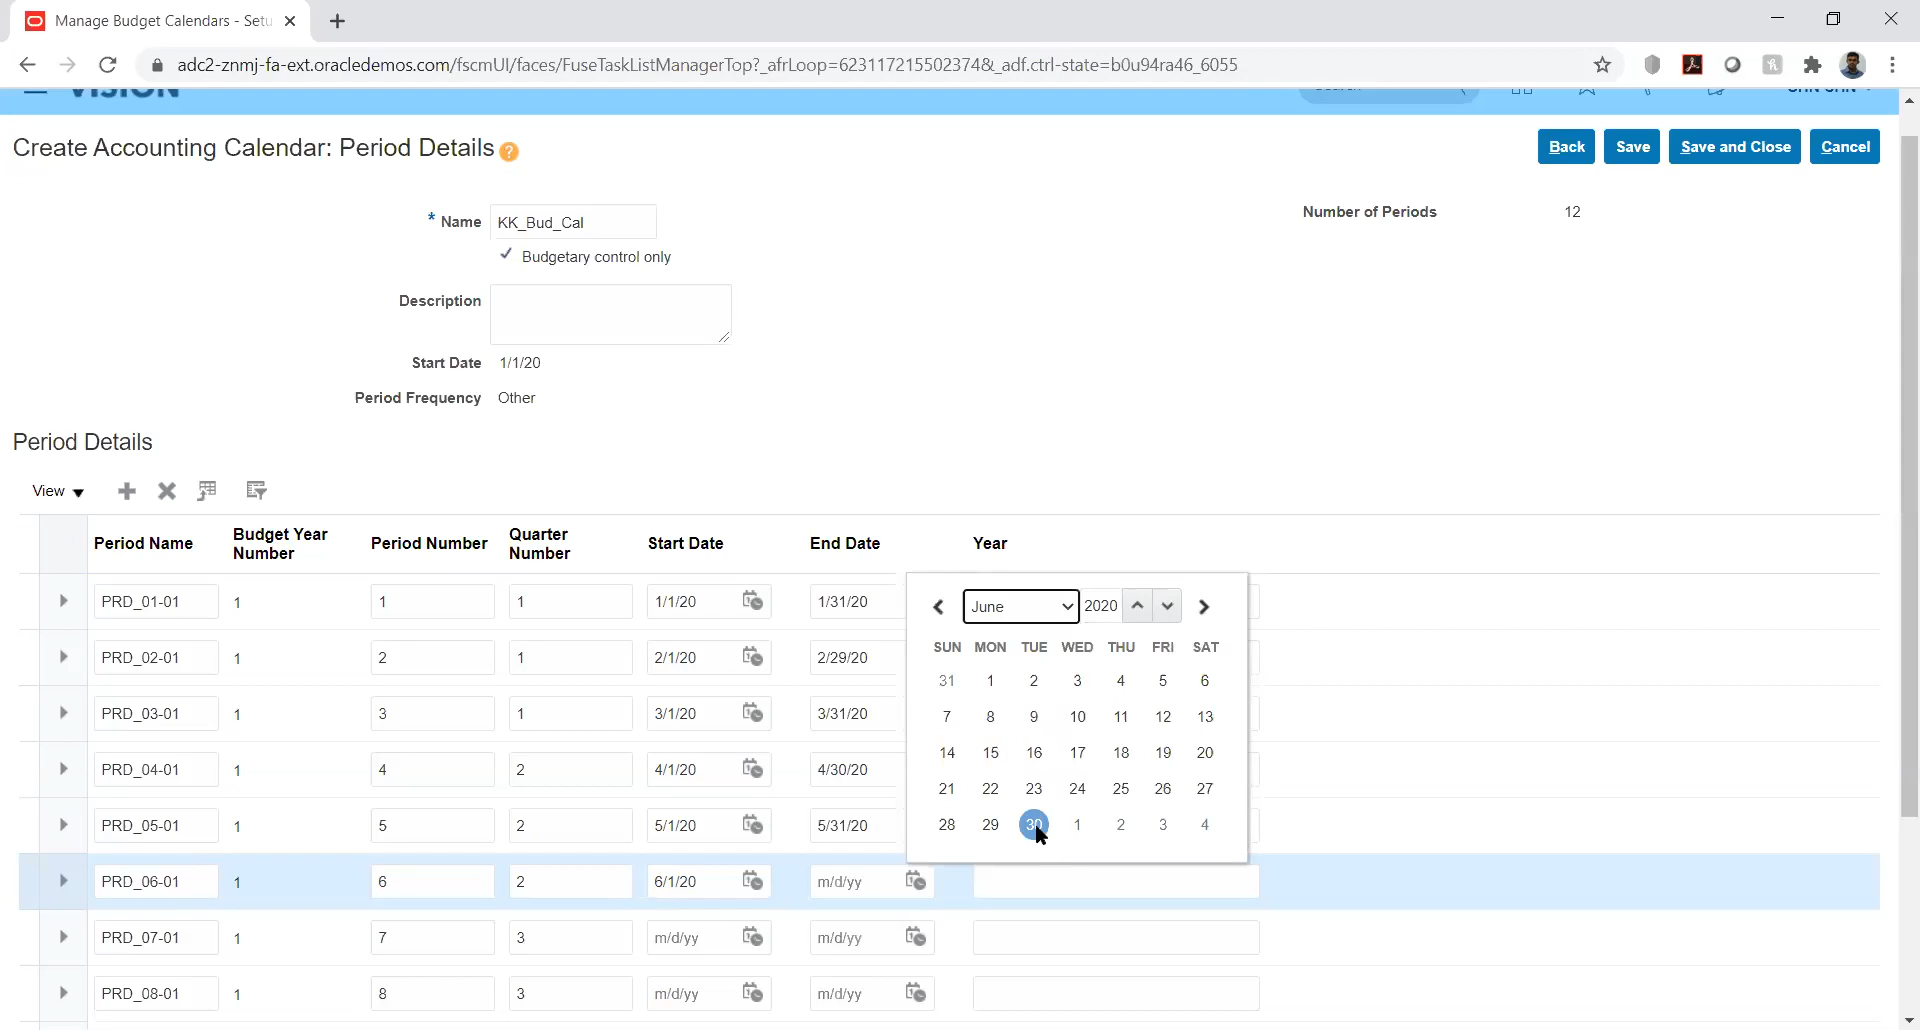 Manage Budget Calendars - Setu
adc2-znmj-fa-ext.oracledemos.com/fscmUI/faces/FuseTaskListManagerTop?_afrLoop=62311721550237​4&_adf.ctrl-state=b0u94ra46_6055
VISION
Create Accounting Calendar: Period Details ?
Back Save Save and Close Cancel
* Name KK_Bud_Cal
Number of Periods 12
Budgetary control only
Description
Start Date 1/1/20
Period Frequency Other
Period Details
View
Period Name Budget Year Number Period Number Quarter Number Start Date End Date Year
PRD_01-01 1 1 1 1/1/20 1/31/20
PRD_02-01 1 2 1 2/1/20 2/29/20
PRD_03-01 1 3 1 3/1/20 3/31/20
PRD_04-01 1 4 2 4/1/20 4/30/20
PRD_05-01 1 5 2 5/1/20 5/31/20
PRD_06-01 1 6 2 6/1/20 m/d/yy
PRD_07-01 1 7 3 m/d/yy m/d/yy
PRD_08-01 1 8 3 m/d/yy m/d/yy
June 2020
SUN MON TUE WED THU FRI SAT
31 1 2 3 4 5 6
7 8 9 10 11 12 13
14 15 16 17 18 19 20
21 22 23 24 25 26 27
28 29 30 1 2 3 4